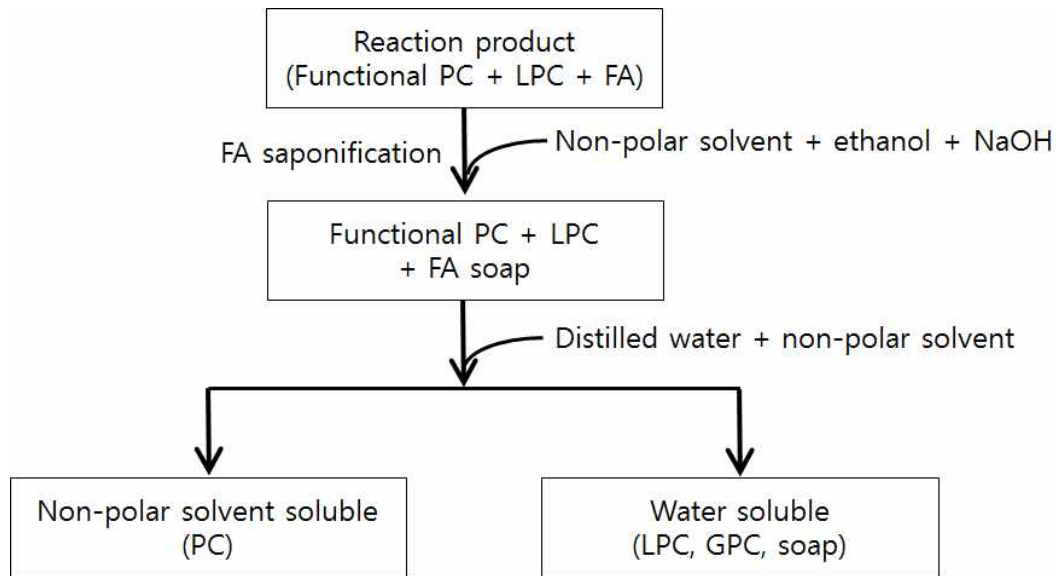 Reaction product
(Functional PC + LPC + FA)
FA saponification
Non-polar solvent + ethanol + NaOH
Functional PC + LPC
+ FA soap
Distilled water + non-polar solvent
Non-polar solvent soluble
(PC)
Water soluble
(LPC, GPC, soap)